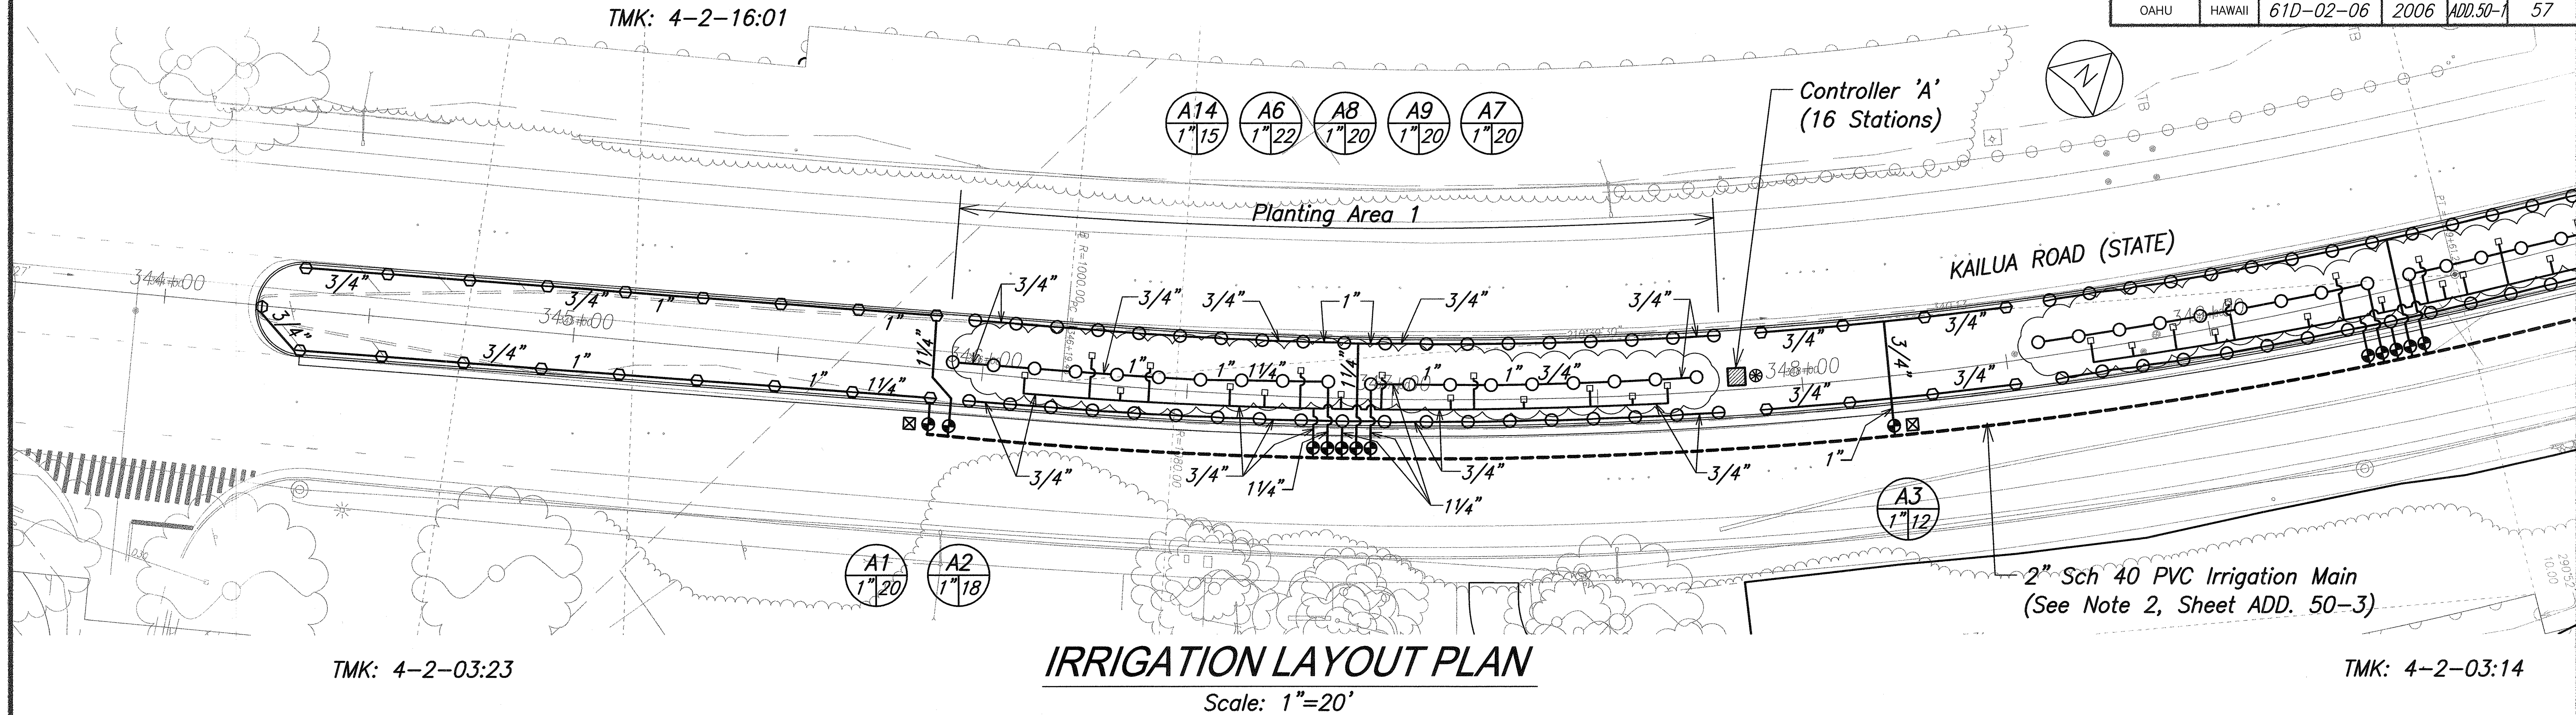 TMK: 4-2-16:01
OAHU HAWAII 61D-02-06 2006 ADD.50-1 57
A14 1" 15
A6 1" 22
A8 1" 20
A9 1" 20
A7 1" 20
Controller 'A'
(16 Stations)
N
TB
TB
Planting Area 1
KAILUA ROAD (STATE)
27'
344+00
345+00
348+00
R=1000.00
3/4"
3/4"
1"
1"
3/4"
3/4"
1"
1"
1¼"
1¼"
3/4"
3/4"
3/4"
1"
3/4"
3/4"
1"
1"
1¼"
1¼"
1"
1"
3/4"
3/4"
3/4"
1¼"
3/4"
1¼"
3/4"
3/4"
3/4"
3/4"
3/4"
3/4"
1"
A3 1" 12
A1 1" 20
A2 1" 18
2" Sch 40 PVC Irrigation Main
(See Note 2, Sheet ADD. 50-3)
TMK: 4-2-03:23
IRRIGATION LAYOUT PLAN
Scale: 1"=20'
TMK: 4-2-03:14